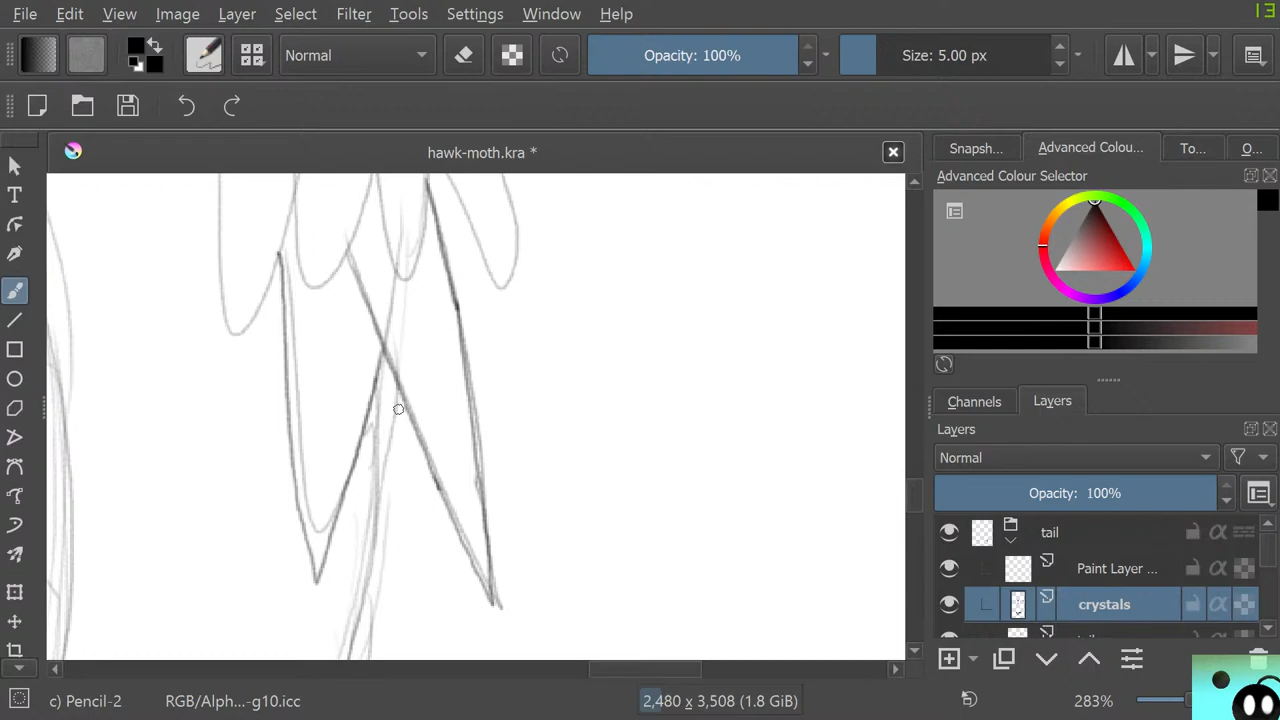 File Edit View Image Layer Select Filter Tools Settings Window Help
13
Normal
Opacity: 100%
Size: 5.00 px
hawk-moth.kra *
Snapsh...
Advanced Colou...
To...
O...
Advanced Colour Selector
Channels
Layers
Layers
Normal
Opacity: 100%
tail
Paint Layer ...
crystals
c) Pencil-2
RGB/Alph...-g10.icc
2,480 x 3,508 (1.8 GiB)
283%